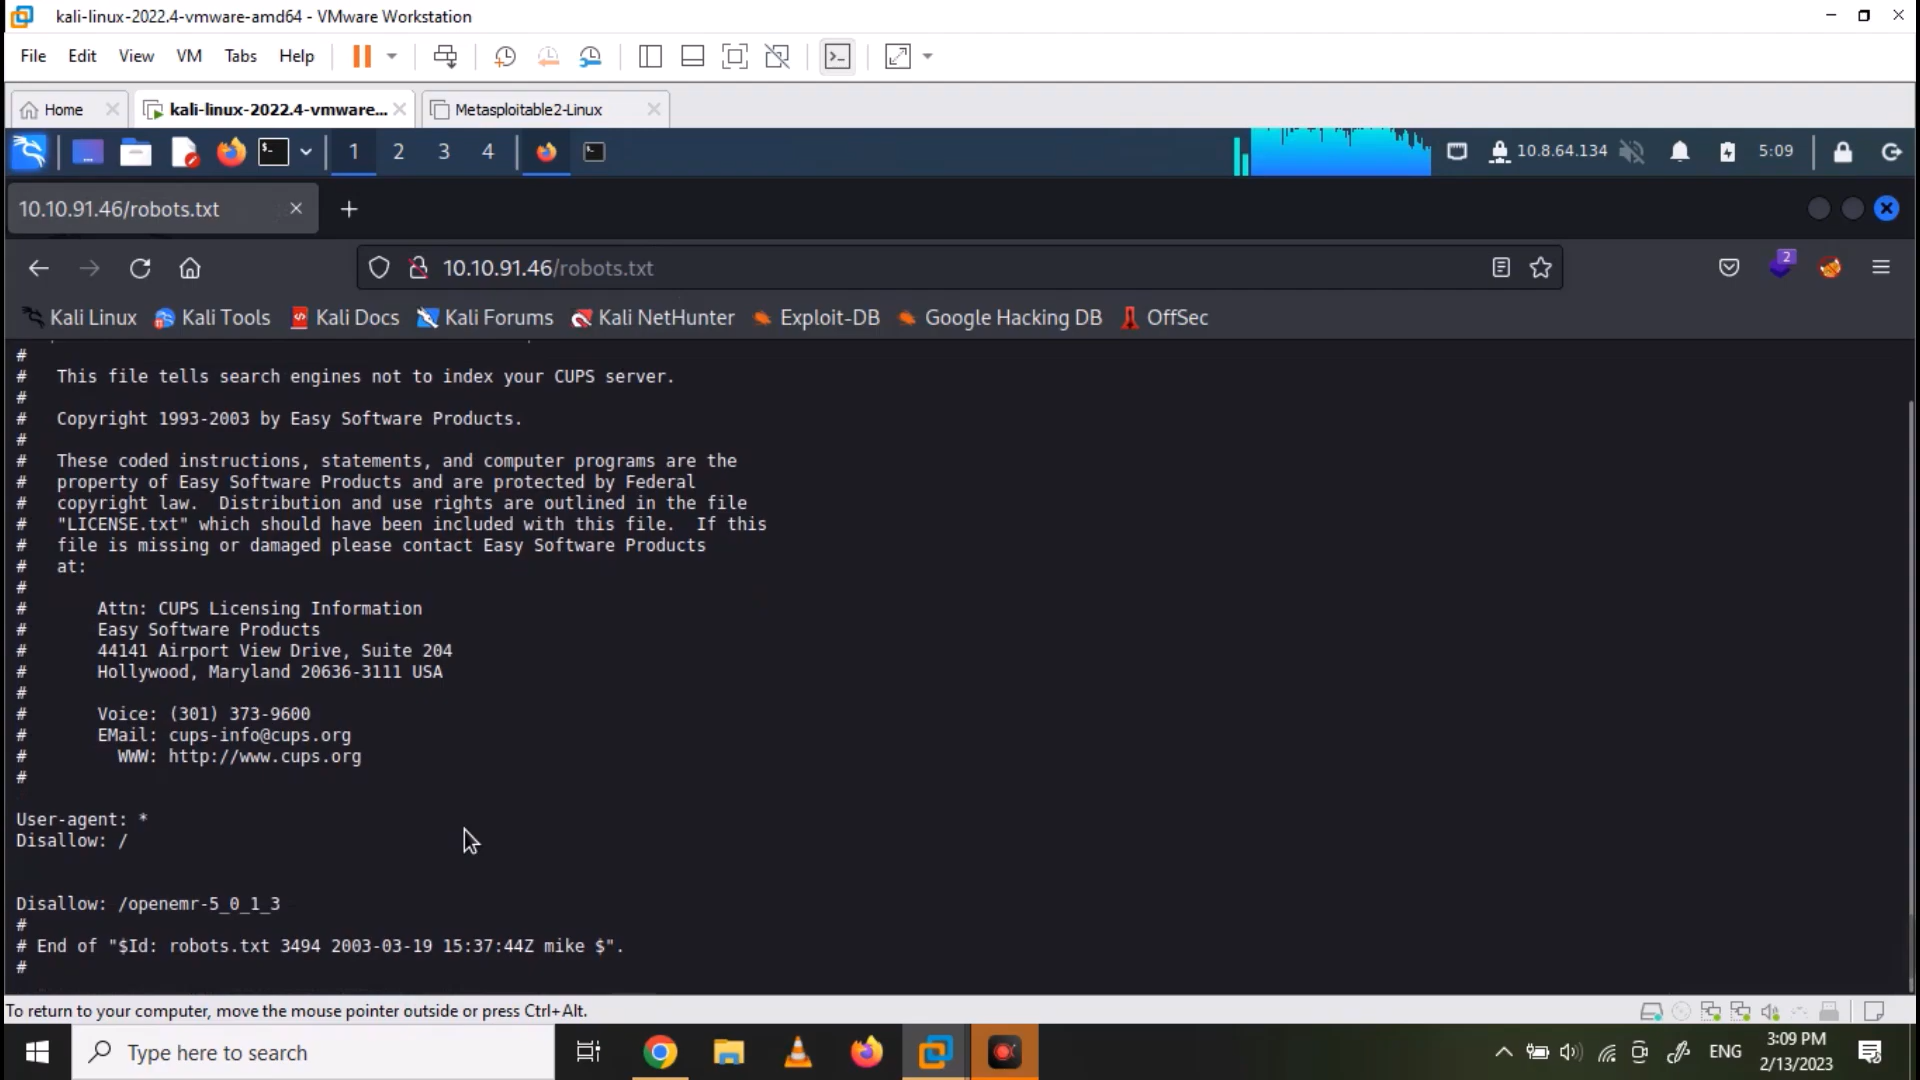 kali-linux-2022.4-vmware-amd64 - VMware Workstation
File Edit View VM Tabs Help
Home kali-linux-2022.4-vmware... Metasploitable2-Linux
1 2 3 4 10.8.64.134 5:09
10.10.91.46/robots.txt
10.10.91.46/robots.txt
2
Kali Linux Kali Tools Kali Docs Kali Forums Kali NetHunter Exploit-DB Google Hacking DB OffSec
#
# This file tells search engines not to index your CUPS server.
#
# Copyright 1993-2003 by Easy Software Products.
#
# These coded instructions, statements, and computer programs are the
# property of Easy Software Products and are protected by Federal
# copyright law. Distribution and use rights are outlined in the file
# "LICENSE.txt" which should have been included with this file. If this
# file is missing or damaged please contact Easy Software Products
# at:
#
# Attn: CUPS Licensing Information
# Easy Software Products
# 44141 Airport View Drive, Suite 204
# Hollywood, Maryland 20636-3111 USA
#
# Voice: (301) 373-9600
# EMail: cups-info@cups.org
# WWW: http://www.cups.org
#
User-agent: *
Disallow: /
Disallow: /openemr-5_0_1_3
#
# End of "$Id: robots.txt 3494 2003-03-19 15:37:44Z mike $".
#
To return to your computer, move the mouse pointer outside or press Ctrl+Alt.
Type here to search
ENG
3:09 PM
2/13/2023